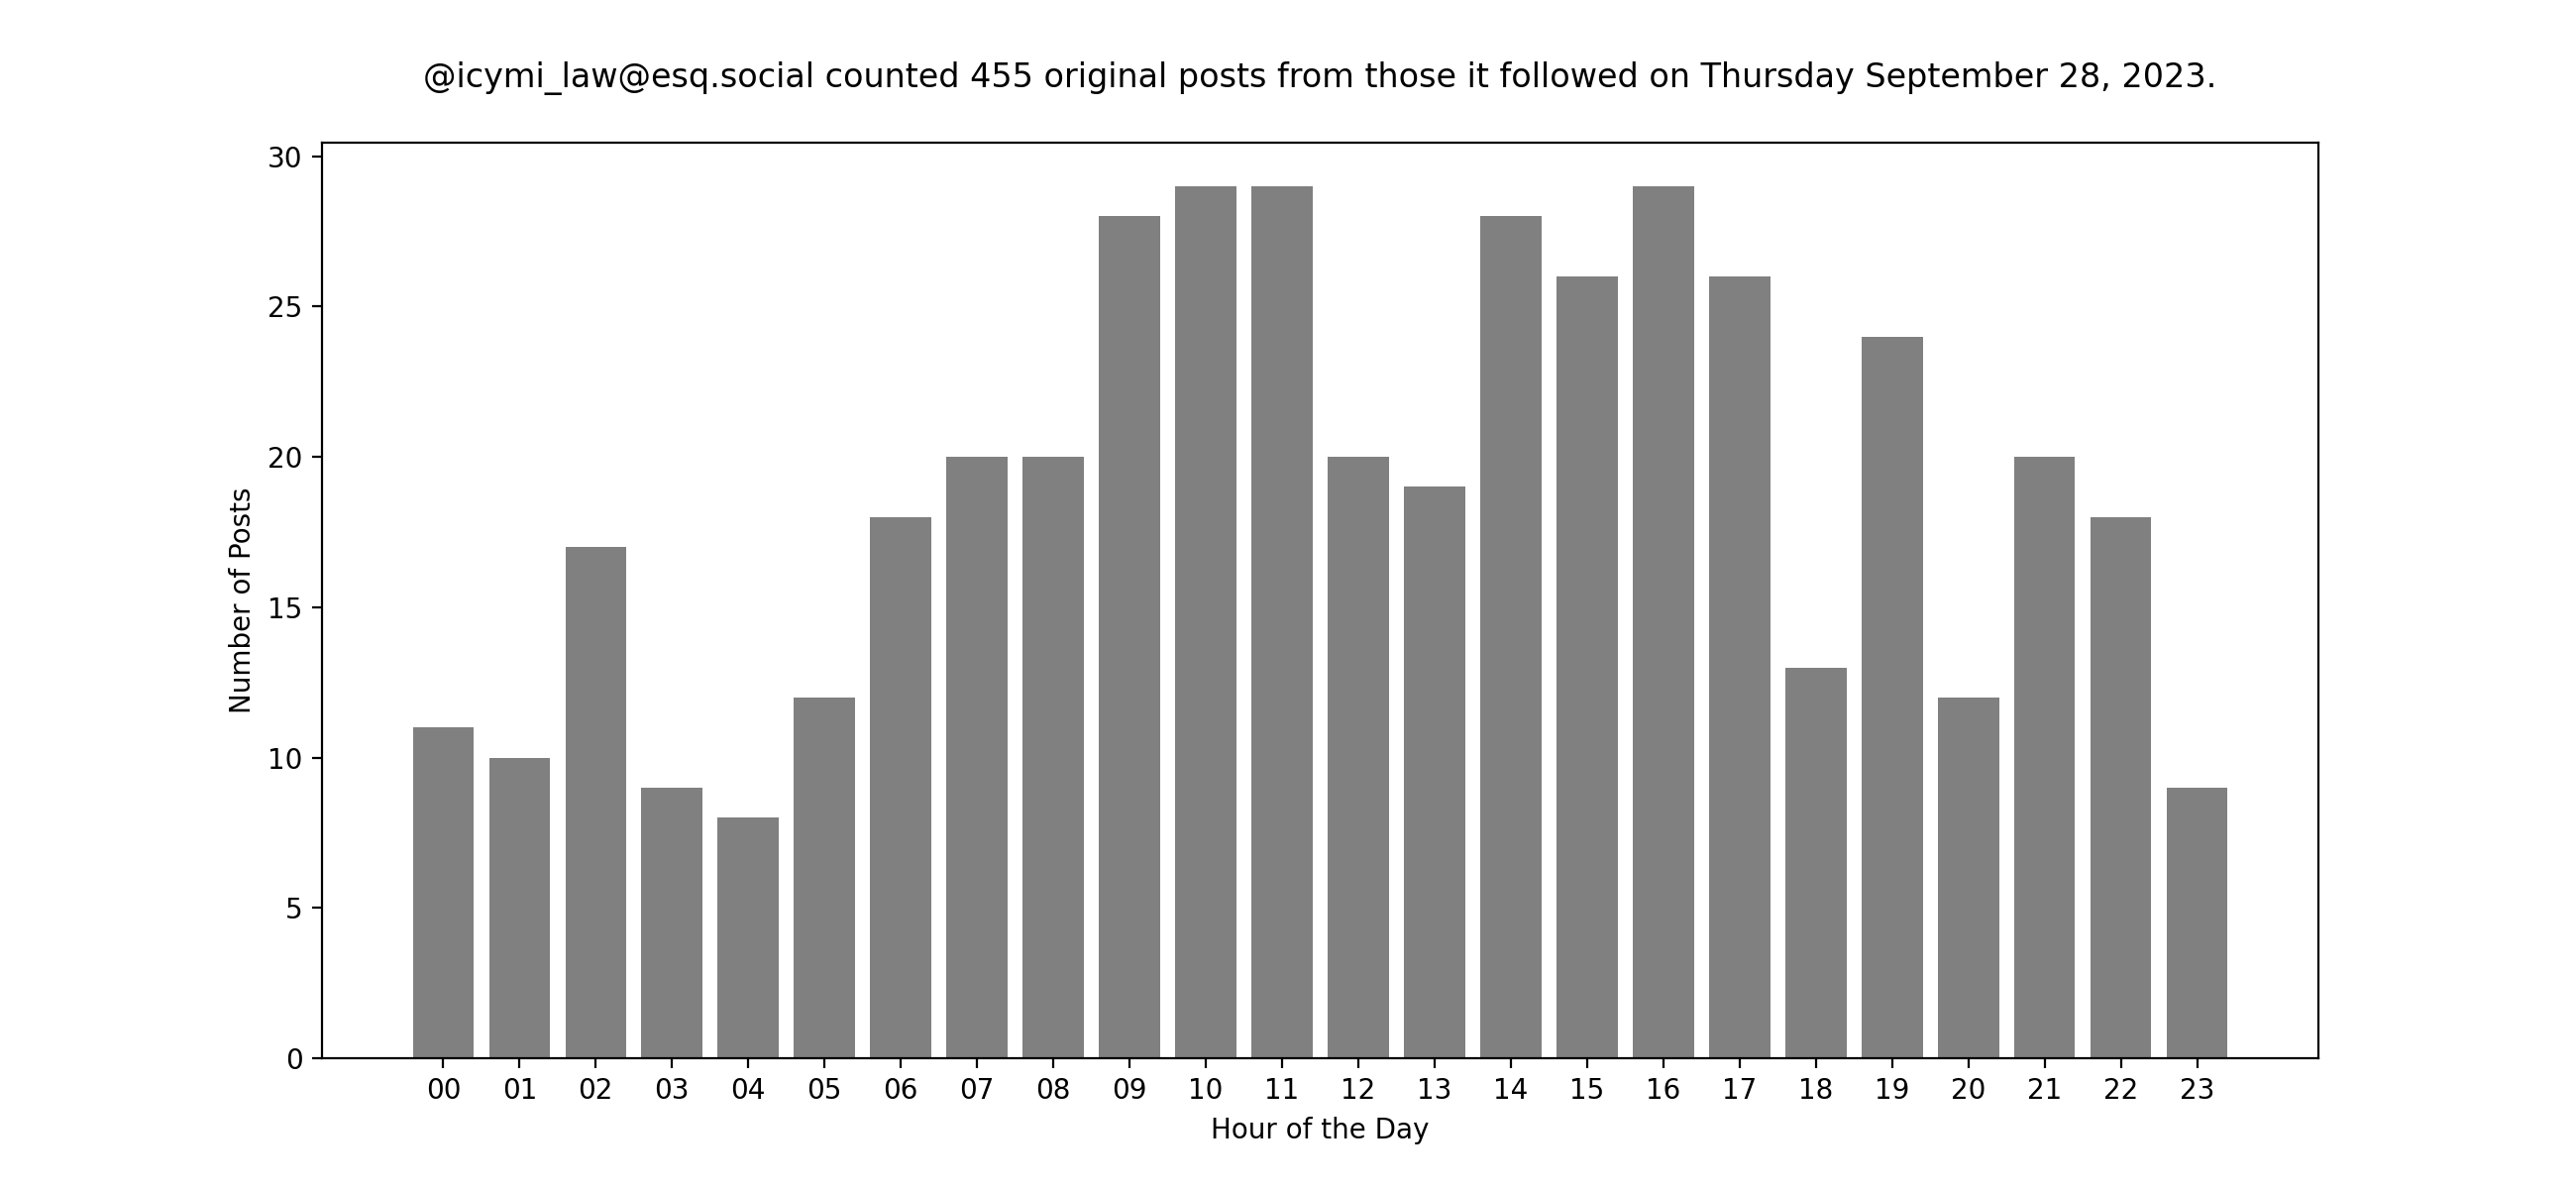 @icymi_law@esq.social counted 455 original posts from those it followed on Thursday September 28, 2023.
30
25
20
15
10
5
0
Number of Posts
00 01 02 03 04 05 06 07 08 09 10 11 12 13 14 15 16 17 18 19 20 21 22 23
Hour of the Day